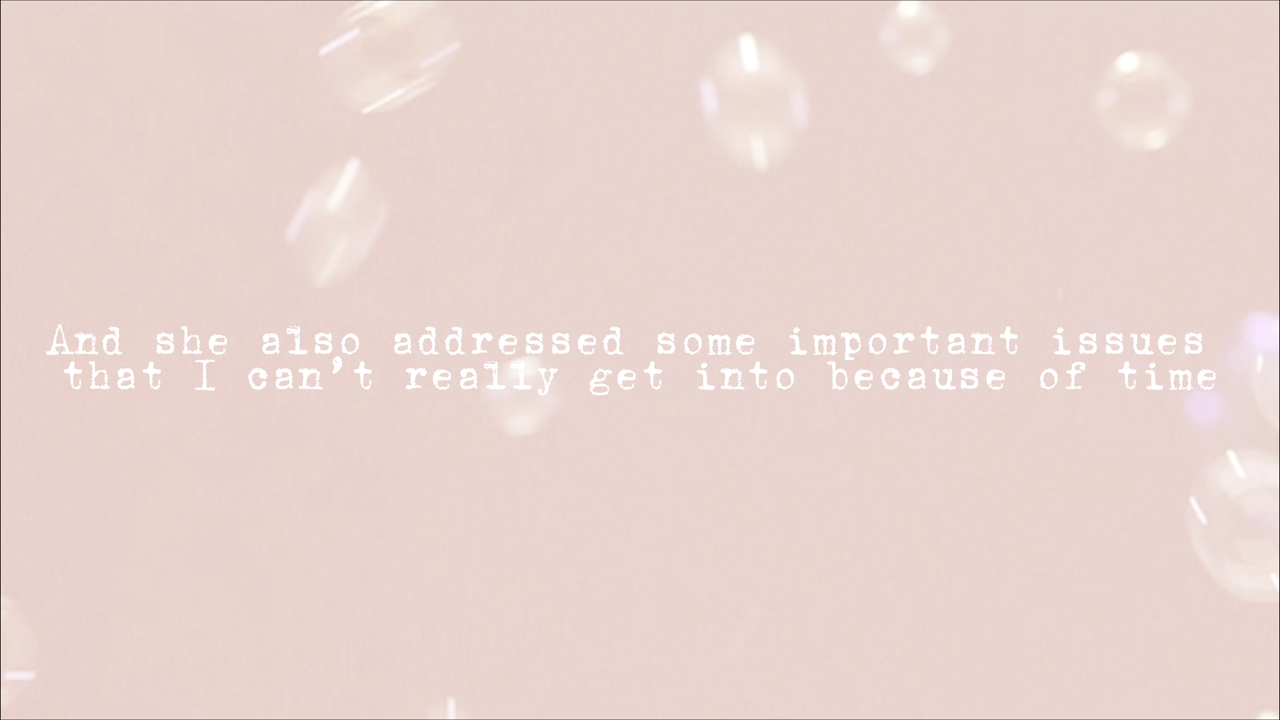 And she also addressed some important issues
that I can't really get into because of time